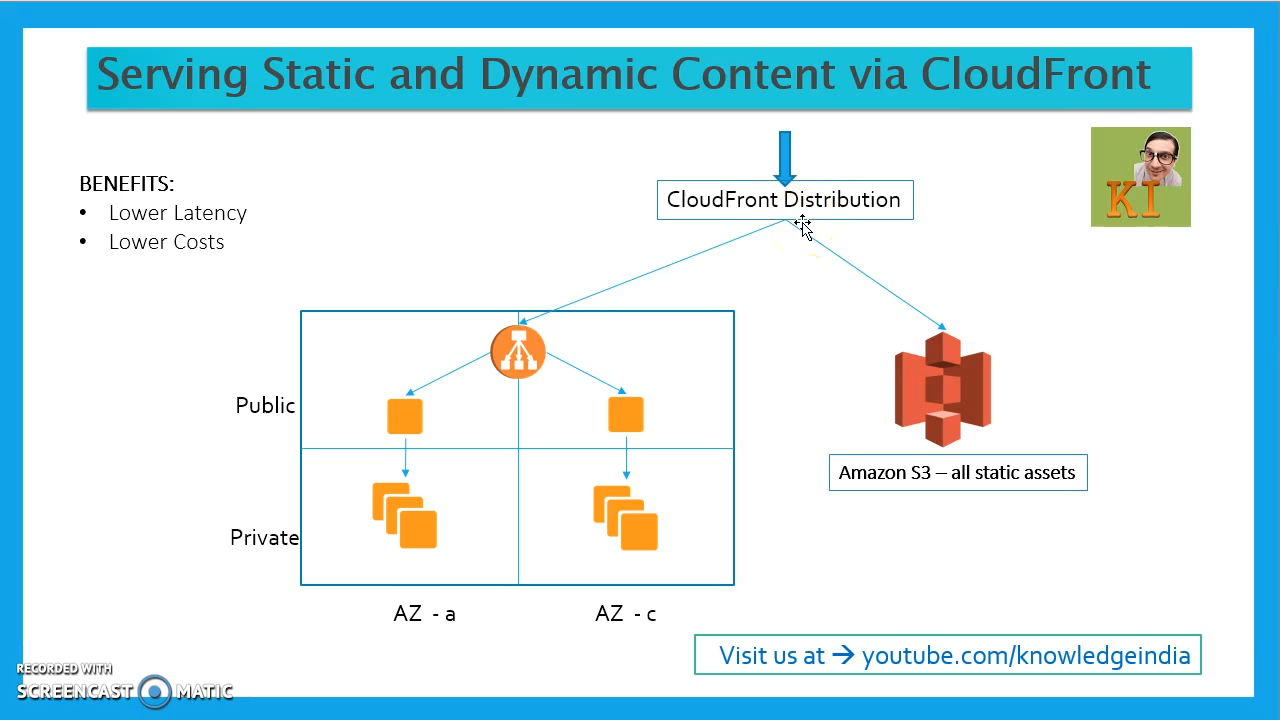 Serving Static and Dynamic Content via CloudFront
BENEFITS:
• Lower Latency
• Lower Costs
CloudFront Distribution
KI
Public
Private
Amazon S3 – all static assets
AZ - a
AZ - c
Visit us at → youtube.com/knowledgeindia
RECORDED WITH
SCREENCAST MATIC